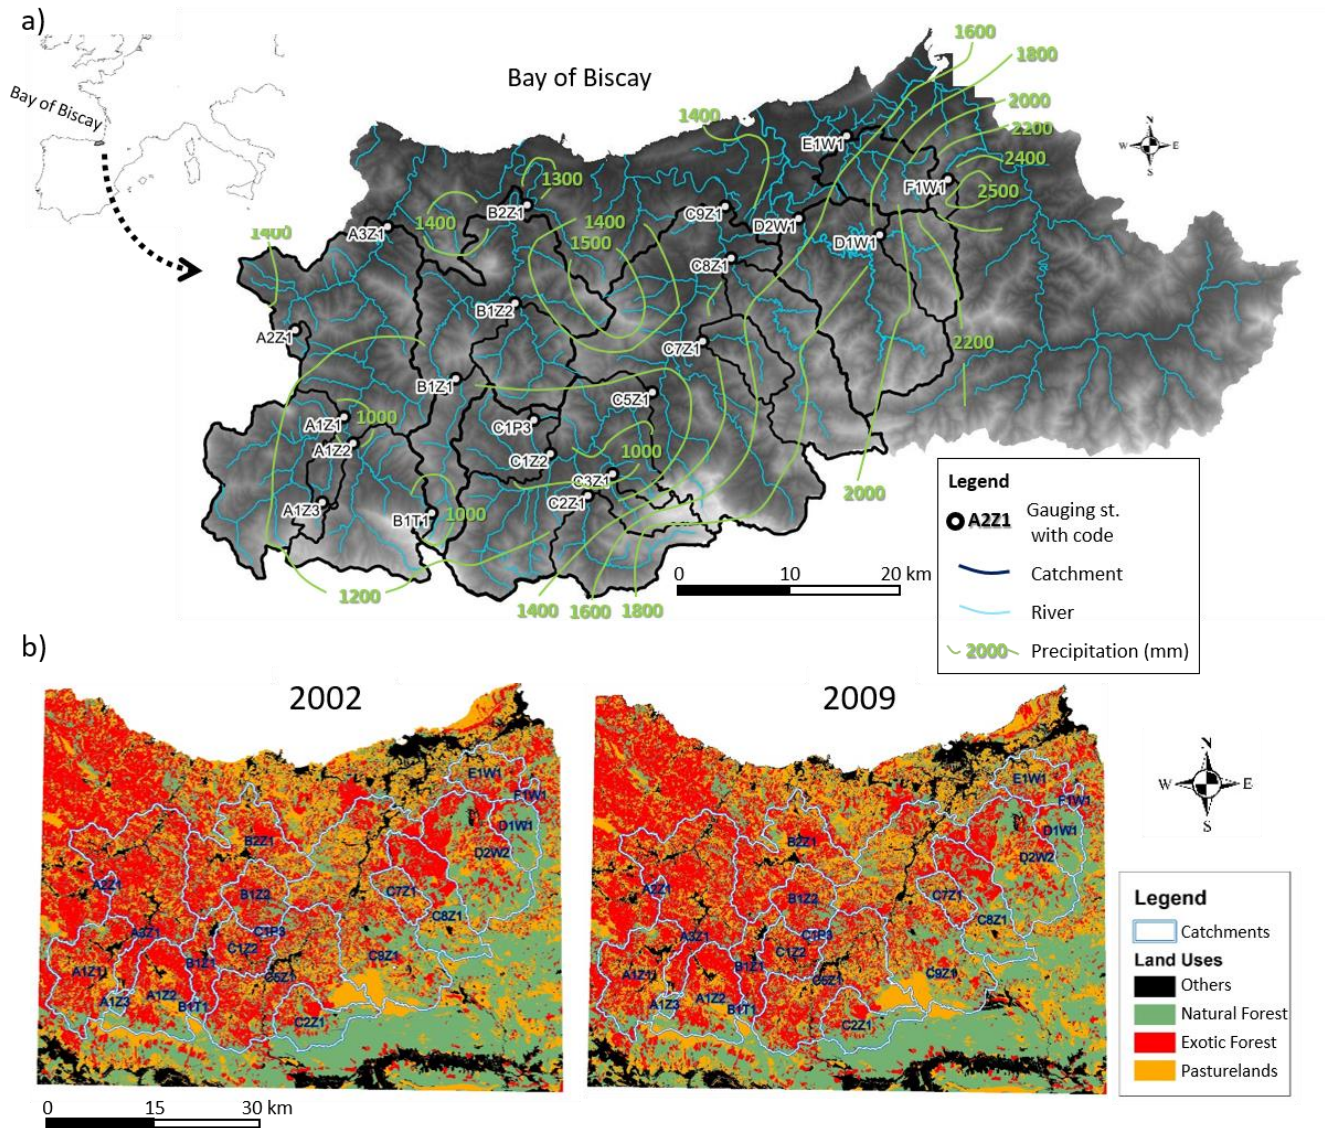 a)
Bay of Biscay
Bay of Biscay
1600
1800
2000
2200
2400
2500
1400
E1W1
F1W1
1300
1400
B2Z1
C9Z1
D2W1
D1W1
1400
1500
1400
A3Z1
C8Z1
B1Z2
A2Z1
C7Z1
2200
B1Z1
C5Z1
A1Z1
1000
C1P3
A1Z2
C1Z2
1000
C3Z1
C2Z1
A1Z3
B1T1
1000
2000
1200
1400
1600
1800
0
10
20 km
N
W
E
S
Legend
A2Z1
Gauging st.
with code
Catchment
River
2000
Precipitation (mm)
b)
2002
2009
E1W1
F1W1
D1W1
D2W2
B2Z1
A2Z1
B1Z2
C7Z1
C8Z1
A3Z1
C1P3
C1Z2
B1Z1
C9Z1
C5Z1
A1Z1
A1Z3
A1Z2
B1T1
C2Z1
E1W1
F1W1
D1W1
D2W2
B2Z1
A2Z1
B1Z2
C7Z1
C8Z1
A3Z1
C1P3
C1Z2
B1Z1
C9Z1
C5Z1
A1Z1
A1Z3
A1Z2
B1T1
C2Z1
N
W
E
S
Legend
Catchments
Land Uses
Others
Natural Forest
Exotic Forest
Pasturelands
0
15
30 km